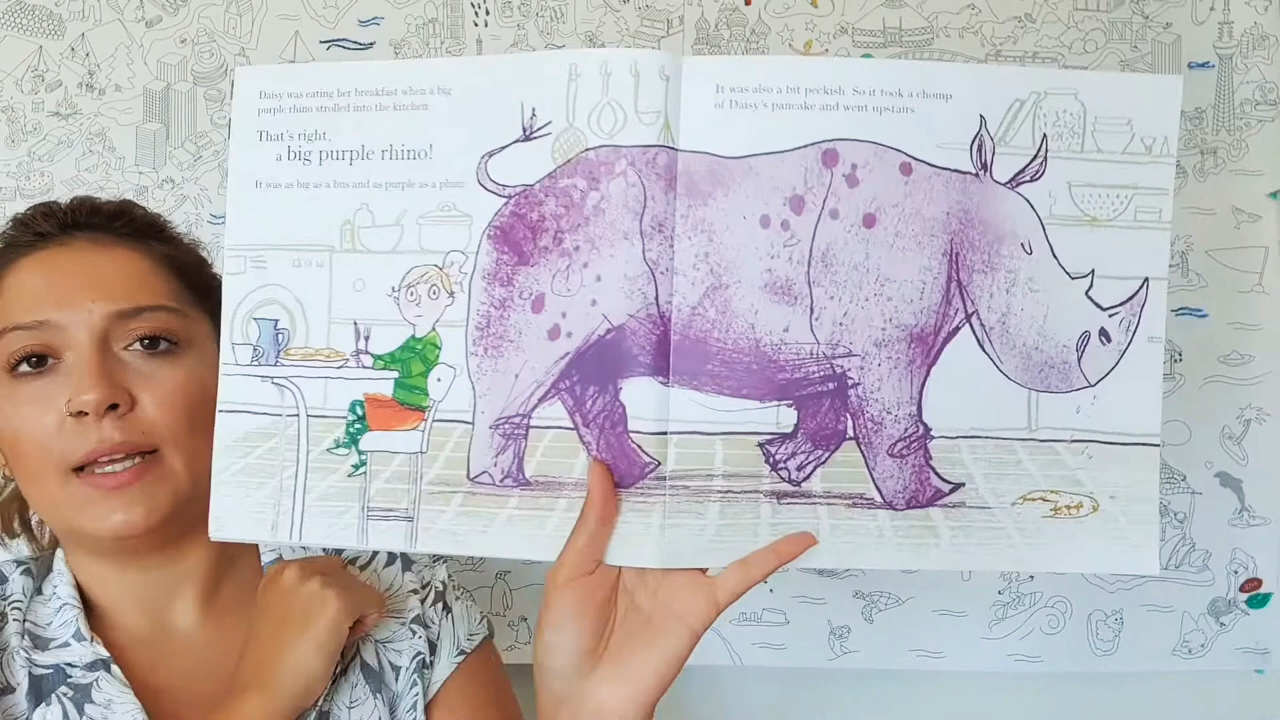 Daisy was eating her breakfast when a big
purple rhino strolled into the kitchen.
That's right,
a big purple rhino!
It was as big as a bus and as purple as a plum.
It was also a bit peckish. So it took a chomp
of Daisy's pancake and went upstairs.